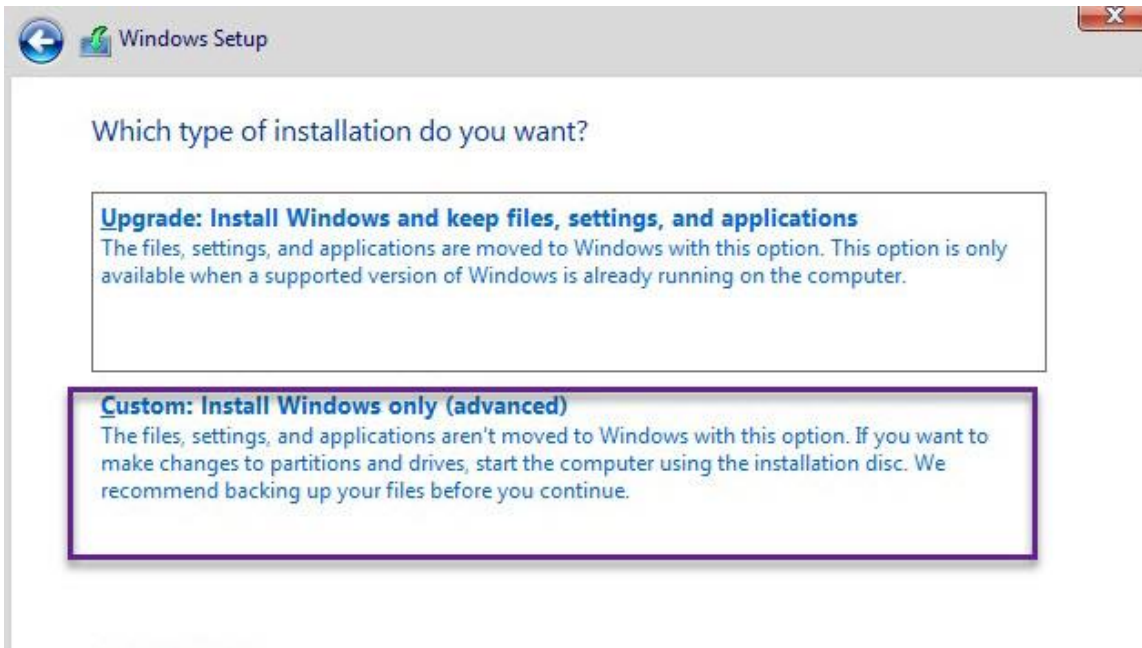 Windows Setup
Which type of installation do you want?
Upgrade: Install Windows and keep files, settings, and applications
The files, settings, and applications are moved to Windows with this option. This option is only
available when a supported version of Windows is already running on the computer.
Custom: Install Windows only (advanced)
The files, settings, and applications aren't moved to Windows with this option. If you want to
make changes to partitions and drives, start the computer using the installation disc. We
recommend backing up your files before you continue.